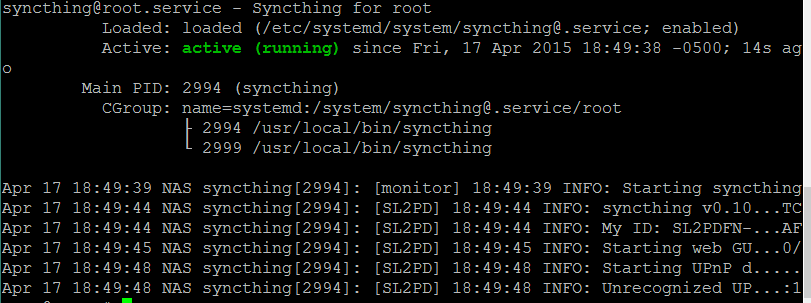 syncthing@root.service - Syncthing for root
Loaded: loaded (/etc/systemd/system/syncthing@.service; enabled)
Active: active (running) since Fri, 17 Apr 2015 18:49:38 -0500; 14s ag
o
Main PID: 2994 (syncthing)
CGroup: name=systemd:/system/syncthing@.service/root
├ 2994 /usr/local/bin/syncthing
└ 2999 /usr/local/bin/syncthing
Apr 17 18:49:39 NAS syncthing[2994]: [monitor] 18:49:39 INFO: Starting syncthing
Apr 17 18:49:44 NAS syncthing[2994]: [SL2PD] 18:49:44 INFO: syncthing v0.10...TC
Apr 17 18:49:44 NAS syncthing[2994]: [SL2PD] 18:49:44 INFO: My ID: SL2PDFN-...AF
Apr 17 18:49:45 NAS syncthing[2994]: [SL2PD] 18:49:45 INFO: Starting web GU...0/
Apr 17 18:49:48 NAS syncthing[2994]: [SL2PD] 18:49:48 INFO: Starting UPnP d.....
Apr 17 18:49:48 NAS syncthing[2994]: [SL2PD] 18:49:48 INFO: Unrecognized UP...:1